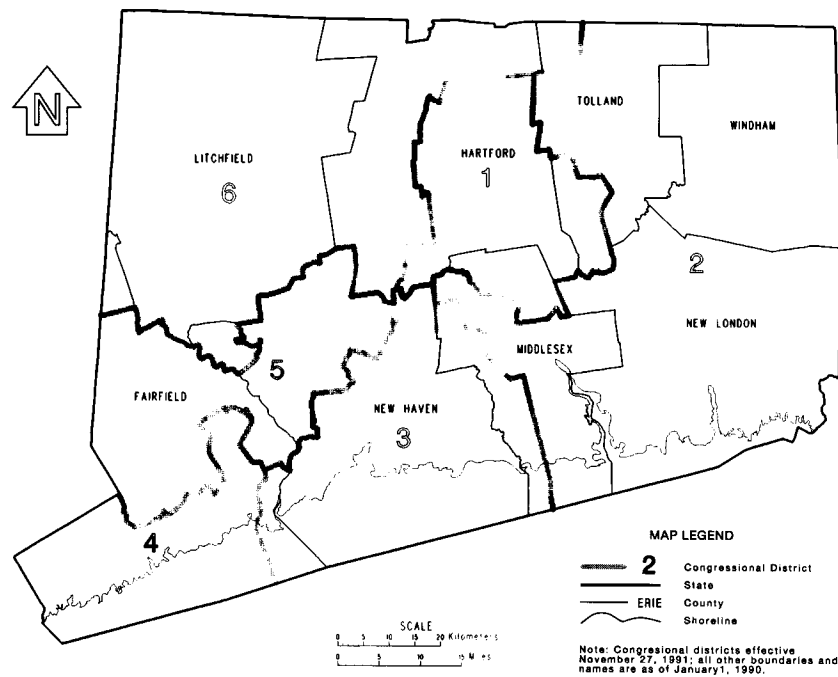 N
TOLLAND
WINDHAM
LITCHFIELD
HARTFORD
6
1
2
NEW LONDON
MIDDLESEX
5
FAIRFIELD
NEW HAVEN
3
4
MAP LEGEND
2 Congressional District
State
ERIE County
Shoreline
SCALE
0 5 10 20 Kilometers
0 5 10 15 Miles
Note: Congresional districts effective
November 27, 1991; all other boundaries and
names are as of January1, 1990.